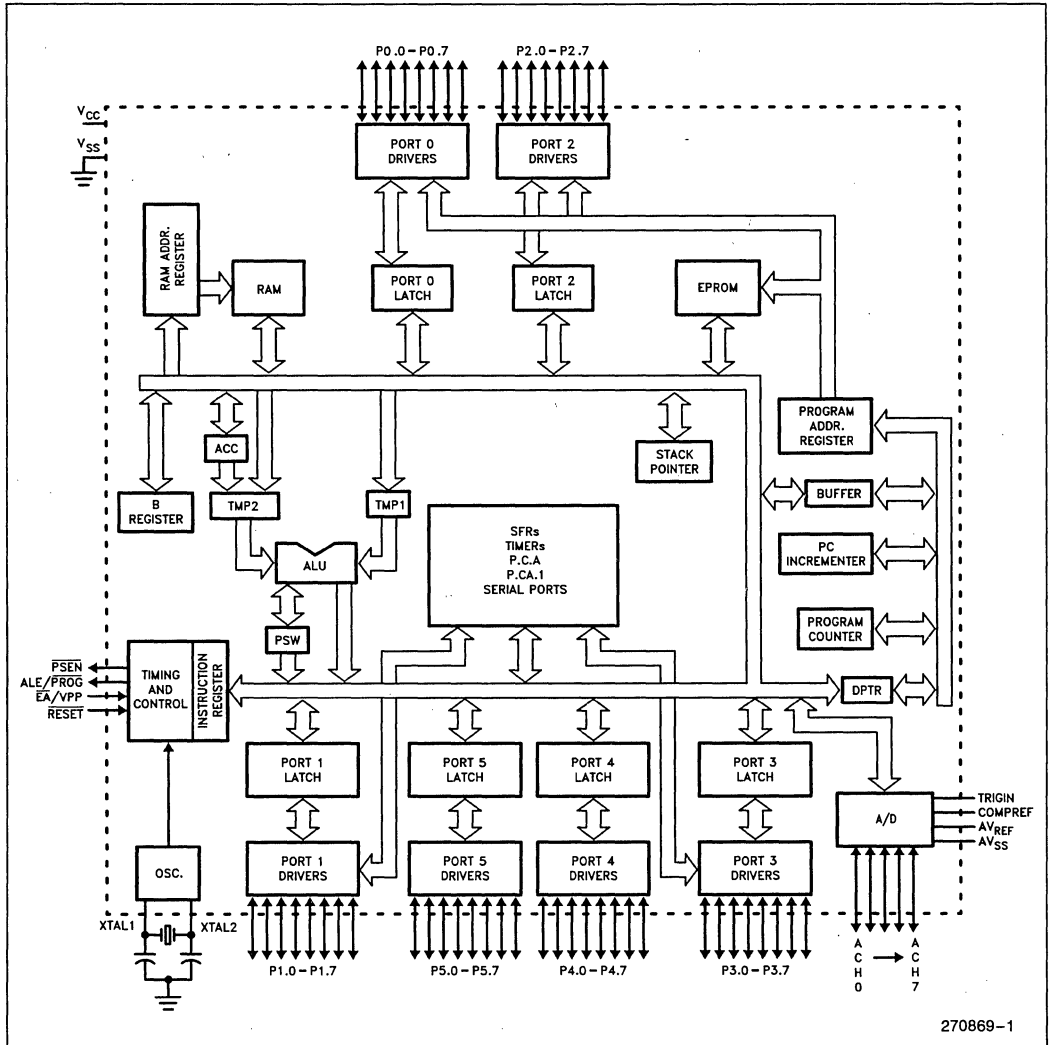 P0.0–P0.7
P2.0–P2.7
VCC
VSS
PORT 0
DRIVERS
PORT 2
DRIVERS
RAM ADDR.
REGISTER
RAM
PORT 0
LATCH
PORT 2
LATCH
EPROM
PROGRAM
ADDR.
REGISTER
ACC
STACK
POINTER
B
REGISTER
TMP2
TMP1
BUFFER
SFRs
TIMERs
P.C.A
P.CA.1
SERIAL PORTS
ALU
PC
INCREMENTER
PSW
PROGRAM
COUNTER
PSEN
ALE/PROG
EA/VPP
RESET
TIMING
AND
CONTROL
INSTRUCTION
REGISTER
DPTR
PORT 1
LATCH
PORT 5
LATCH
PORT 4
LATCH
PORT 3
LATCH
A/D
TRIGIN
COMPREF
AVREF
AVSS
OSC.
PORT 1
DRIVERS
PORT 5
DRIVERS
PORT 4
DRIVERS
PORT 3
DRIVERS
XTAL1
XTAL2
P1.0–P1.7
P5.0–P5.7
P4.0–P4.7
P3.0–P3.7
ACH0
ACH7
270869–1